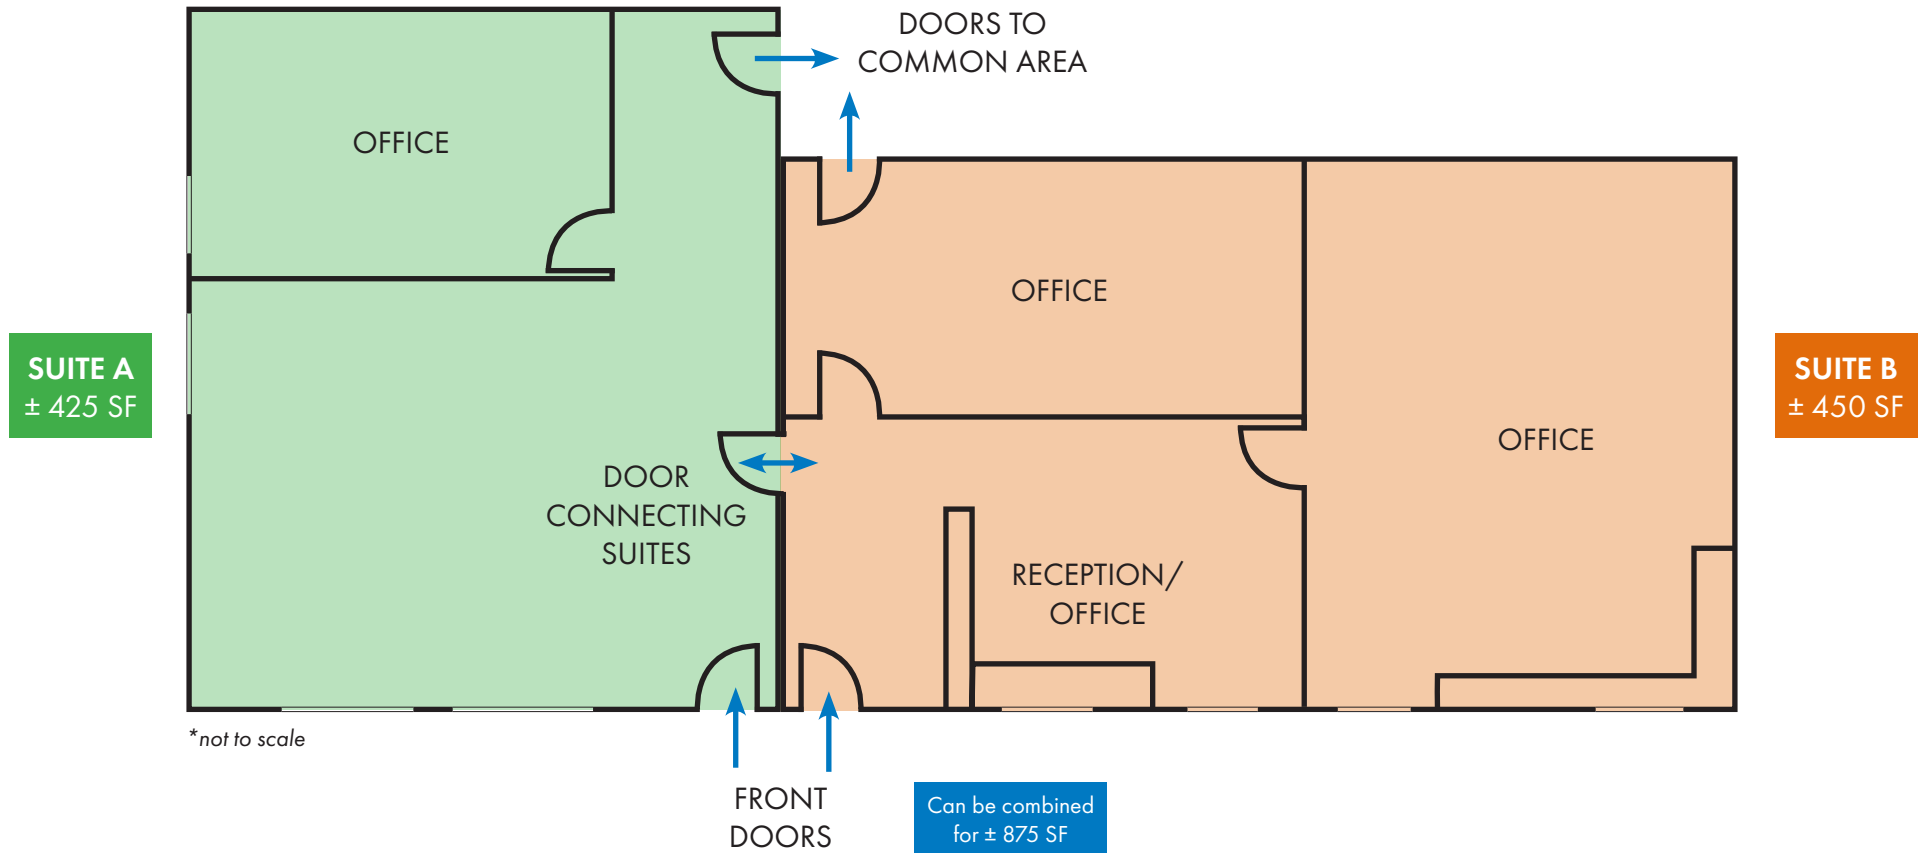 DOORS TO
COMMON AREA
OFFICE
OFFICE
SUITE A
± 425 SF
SUITE B
± 450 SF
OFFICE
DOOR
CONNECTING
SUITES
RECEPTION/
OFFICE
*not to scale
FRONT
DOORS
Can be combined
for ± 875 SF